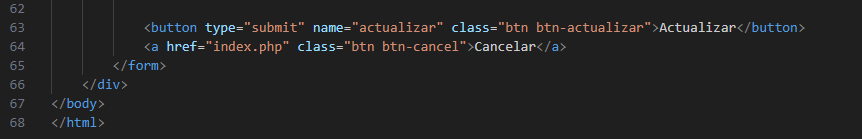 62
63 <button type="submit" name="actualizar" class="btn btn-actualizar">Actualizar</button>
64 <a href="index.php" class="btn btn-cancel">Cancelar</a>
65 </form>
66 </div>
67 </body>
68 </html>